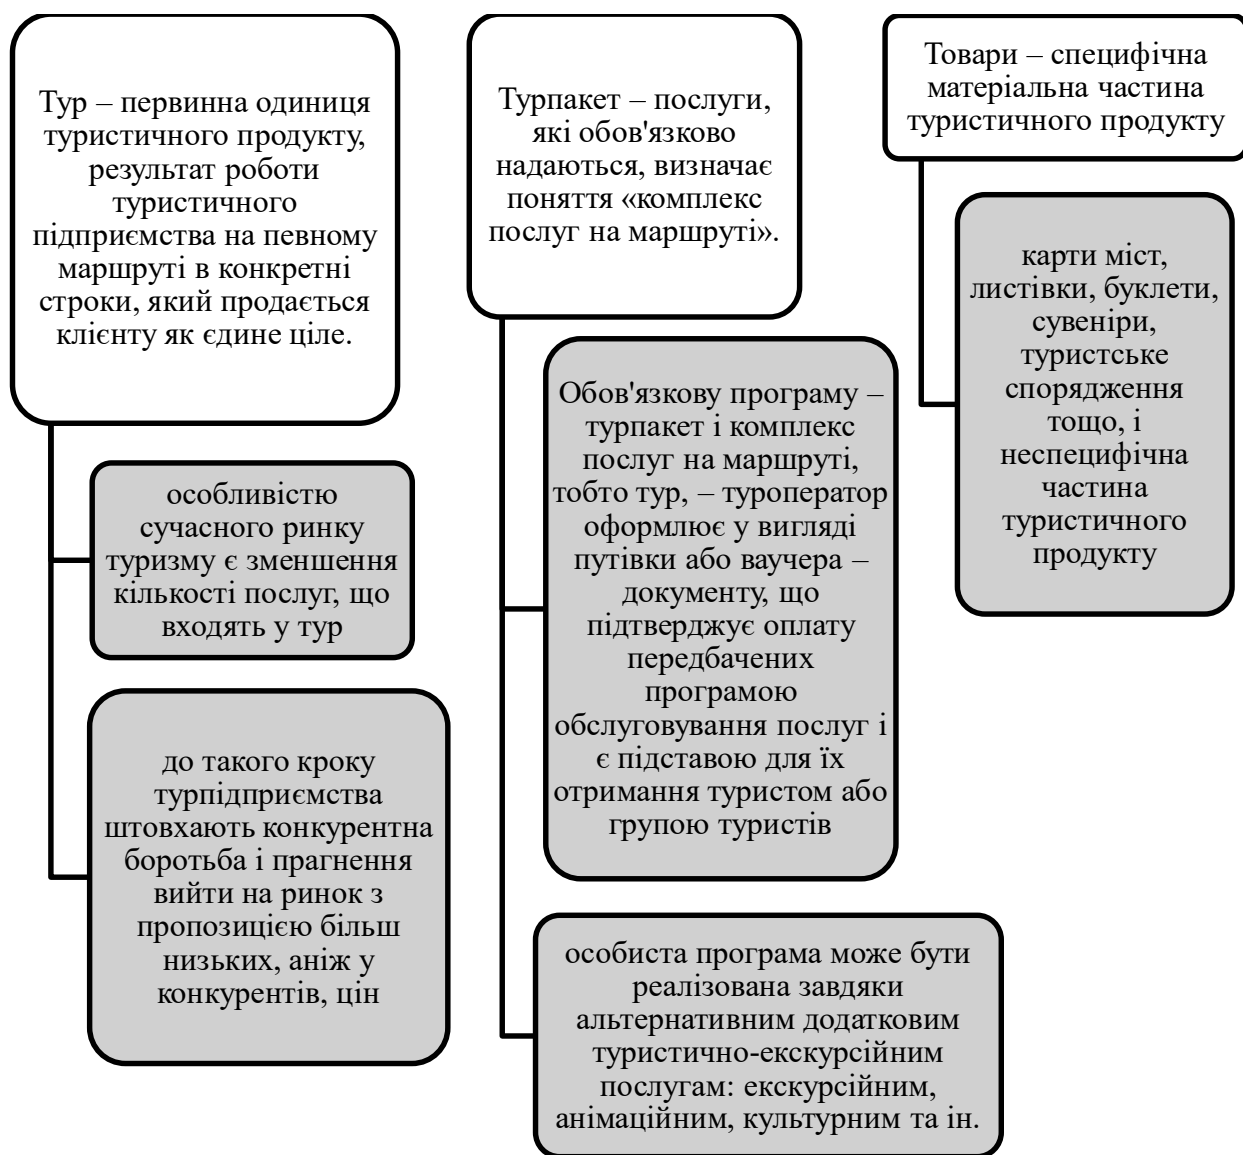 Тур – первинна одиниця
туристичного продукту,
результат роботи
туристичного
підприємства на певному
маршруті в конкретні
строки, який продається
клієнту як єдине ціле.
особливістю
сучасного ринку
туризму є зменшення
кількості послуг, що
входять у тур
до такого кроку
турпідприємства
штовхають конкурентна
боротьба і прагнення
вийти на ринок з
пропозицією більш
низьких, аніж у
конкурентів, цін
Турпакет – послуги,
які обов'язково
надаються, визначає
поняття «комплекс
послуг на маршруті».
Обов'язкову програму –
турпакет і комплекс
послуг на маршруті,
тобто тур, – туроператор
оформлює у вигляді
путівки або ваучера –
документу, що
підтверджує оплату
передбачених
програмою
обслуговування послуг і
є підставою для їх
отримання туристом або
групою туристів
особиста програма може бути
реалізована завдяки
альтернативним додатковим
туристично-екскурсійним
послугам: екскурсійним,
анімаційним, культурним та ін.
Товари – специфічна
матеріальна частина
туристичного продукту
карти міст,
листівки, буклети,
сувеніри,
туристське
спорядження
тощо, і
неспецифічна
частина
туристичного
продукту